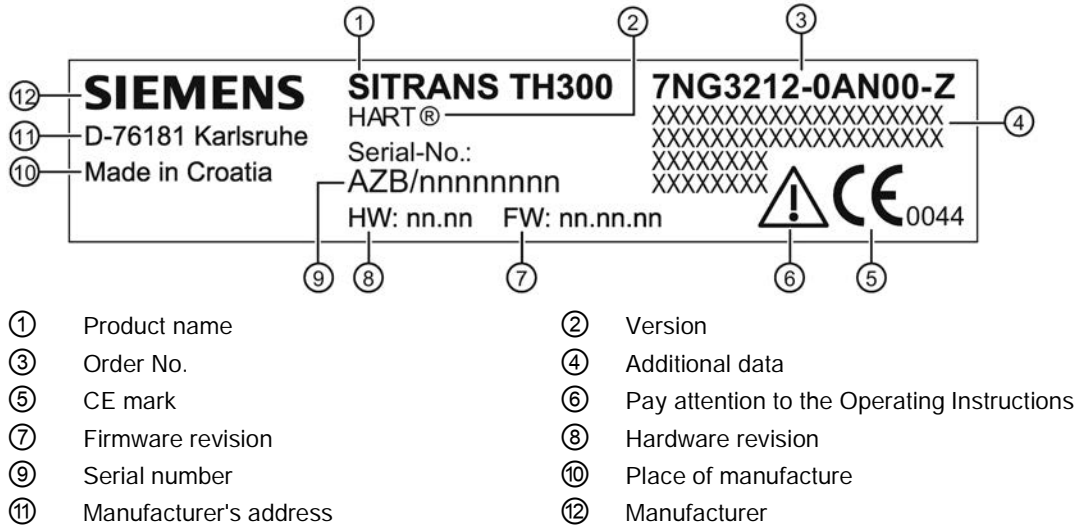 ① ② ③
⑫ SIEMENS SITRANS TH300 7NG3212-0AN00-Z
HART® XXXXXXXXXXXXXXXXXXXX ④
⑪ D-76181 Karlsruhe XXXXXXXXXXXXXXXXXXXX
Serial-No.: XXXXXXXX
⑩ Made in Croatia AZB/nnnnnnnn XXXXXXXX
HW: nn.nn FW: nn.nn.nn CE 0044
⑨ ⑧ ⑦ ⑥ ⑤
① Product name ② Version
③ Order No. ④ Additional data
⑤ CE mark ⑥ Pay attention to the Operating Instructions
⑦ Firmware revision ⑧ Hardware revision
⑨ Serial number ⑩ Place of manufacture
⑪ Manufacturer's address ⑫ Manufacturer